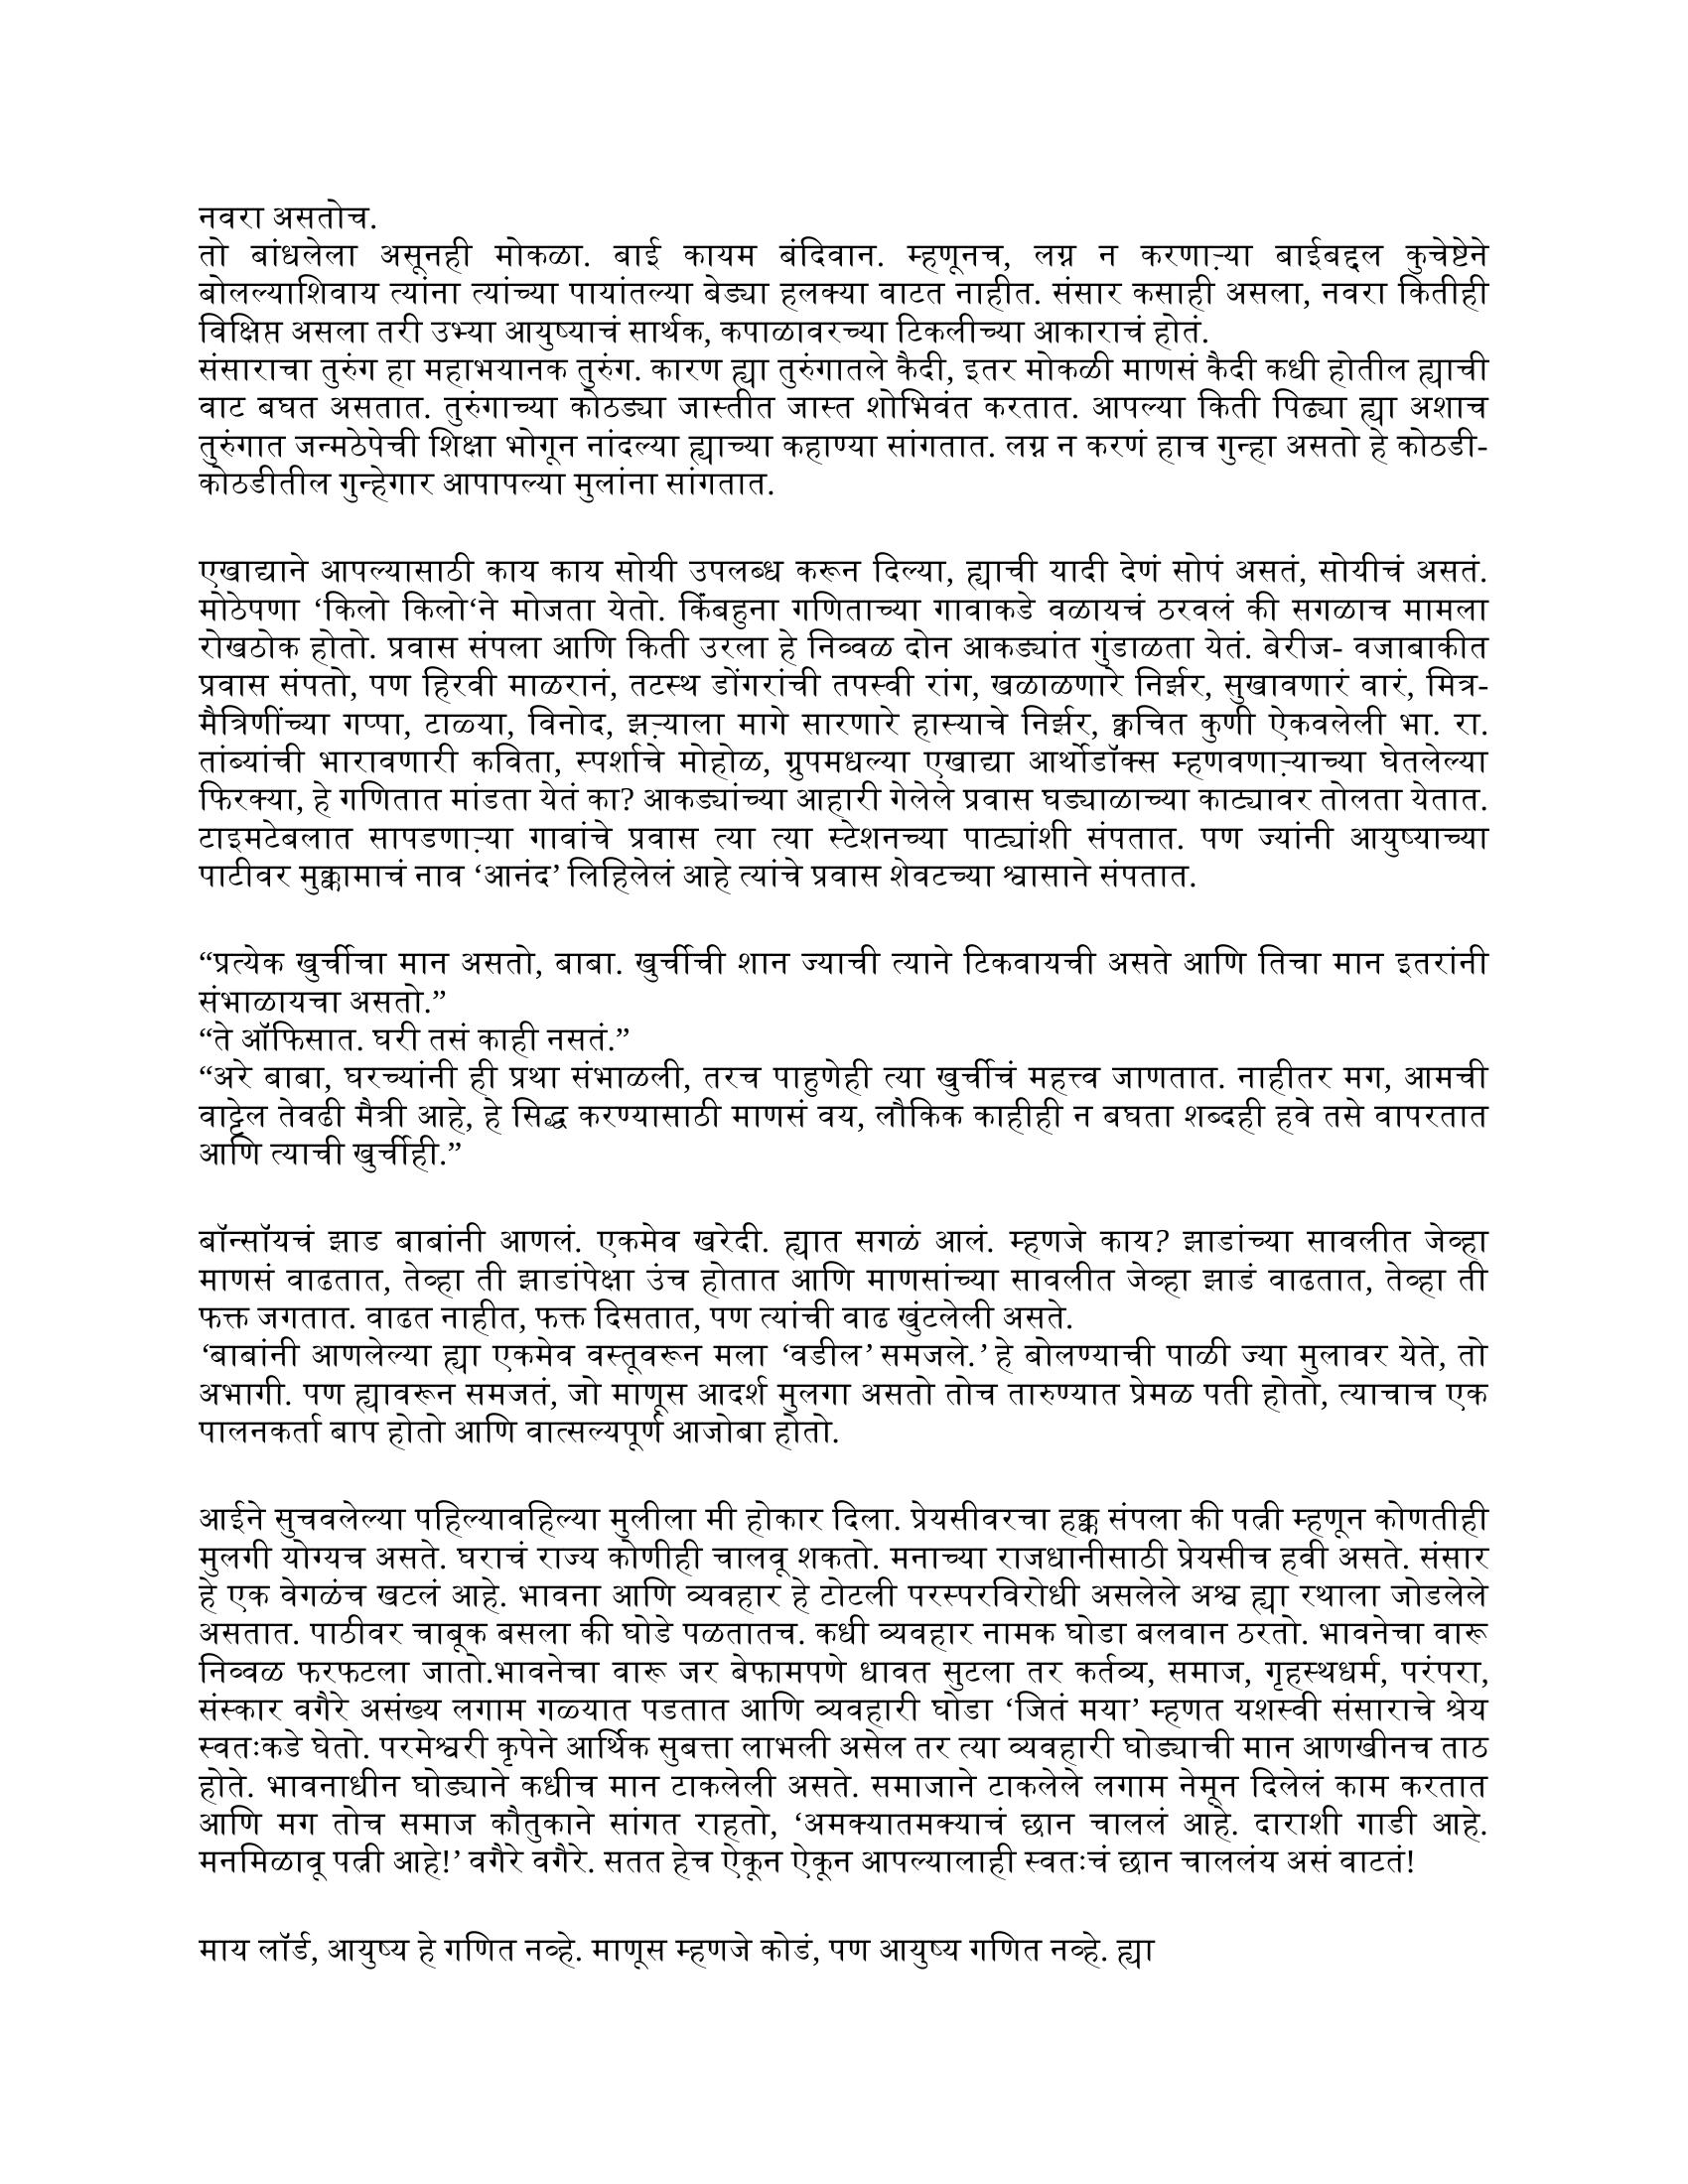 नवरा असतोच.
तो बांधलेला असूनही मोकळा. बाई कायम बंदिवान. म्हणूनच, लग्न न करणाऱ्या बाईबद्दल कुचेष्टेने
बोलल्याशिवाय त्यांना त्यांच्या पायांतल्या बेड्या हलक्या वाटत नाहीत. संसार कसाही असला, नवरा कितीही
विक्षिप्त असला तरी उभ्या आयुष्याचं सार्थक, कपाळावरच्या टिकलीच्या आकाराचं होतं.
संसाराचा तुरुंग हा महाभयानक तुरुंग. कारण ह्या तुरुंगातले कैदी, इतर मोकळी माणसं कैदी कधी होतील ह्याची
वाट बघत असतात. तुरुंगाच्या कोठड्या जास्तीत जास्त शोभिवंत करतात. आपल्या किती पिढ्या ह्या अशाच
तुरुंगात जन्मठेपेची शिक्षा भोगून नांदल्या ह्याच्या कहाण्या सांगतात. लग्न न करणं हाच गुन्हा असतो हे कोठडी-
कोठडीतील गुन्हेगार आपापल्या मुलांना सांगतात.
एखाद्याने आपल्यासाठी काय काय सोयी उपलब्ध करून दिल्या, ह्याची यादी देणं सोपं असतं, सोयीचं असतं.
मोठेपणा ‘किलो किलो‘ने मोजता येतो. किंबहुना गणिताच्या गावाकडे वळायचं ठरवलं की सगळाच मामला
रोखठोक होतो. प्रवास संपला आणि किती उरला हे निव्वळ दोन आकड्यांत गुंडाळता येतं. बेरीज- वजाबाकीत
प्रवास संपतो, पण हिरवी माळरानं, तटस्थ डोंगरांची तपस्वी रांग, खळाळणारे निर्झर, सुखावणारं वारं, मित्र-
मैत्रिणींच्या गप्पा, टाळ्या, विनोद, झऱ्याला मागे सारणारे हास्याचे निर्झर, क्वचित कुणी ऐकवलेली भा. रा.
तांब्यांची भारावणारी कविता, स्पर्शाचे मोहोळ, ग्रुपमधल्या एखाद्या आर्थोडॉक्स म्हणवणाऱ्याच्या घेतलेल्या
फिरक्या, हे गणितात मांडता येतं का? आकड्यांच्या आहारी गेलेले प्रवास घड्याळाच्या काट्यावर तोलता येतात.
टाइमटेबलात सापडणाऱ्या गावांचे प्रवास त्या त्या स्टेशनच्या पाट्यांशी संपतात. पण ज्यांनी आयुष्याच्या
पाटीवर मुक्कामाचं नाव ‘आनंद’ लिहिलेलं आहे त्यांचे प्रवास शेवटच्या श्वासाने संपतात.
“प्रत्येक खुर्चीचा मान असतो, बाबा. खुर्चीची शान ज्याची त्याने टिकवायची असते आणि तिचा मान इतरांनी
संभाळायचा असतो.”
“ते ऑफिसात. घरी तसं काही नसतं.”
“अरे बाबा, घरच्यांनी ही प्रथा संभाळली, तरच पाहुणेही त्या खुर्चीचं महत्त्व जाणतात. नाहीतर मग, आमची
वाट्टेल तेवढी मैत्री आहे, हे सिद्ध करण्यासाठी माणसं वय, लौकिक काहीही न बघता शब्दही हवे तसे वापरतात
आणि त्याची खुर्चीही.”
बॉन्सॉयचं झाड बाबांनी आणलं. एकमेव खरेदी. ह्यात सगळं आलं. म्हणजे काय? झाडांच्या सावलीत जेव्हा
माणसं वाढतात, तेव्हा ती झाडांपेक्षा उंच होतात आणि माणसांच्या सावलीत जेव्हा झाडं वाढतात, तेव्हा ती
फक्त जगतात. वाढत नाहीत, फक्त दिसतात, पण त्यांची वाढ खुंटलेली असते.
‘बाबांनी आणलेल्या ह्या एकमेव वस्तूवरून मला ‘वडील’ समजले.’ हे बोलण्याची पाळी ज्या मुलावर येते, तो
अभागी. पण ह्यावरून समजतं, जो माणूस आदर्श मुलगा असतो तोच तारुण्यात प्रेमळ पती होतो, त्याचाच एक
पालनकर्ता बाप होतो आणि वात्सल्यपूर्ण आजोबा होतो.
आईने सुचवलेल्या पहिल्यावहिल्या मुलीला मी होकार दिला. प्रेयसीवरचा हक्क संपला की पत्नी म्हणून कोणतीही
मुलगी योग्यच असते. घराचं राज्य कोणीही चालवू शकतो. मनाच्या राजधानीसाठी प्रेयसीच हवी असते. संसार
हे एक वेगळंच खटलं आहे. भावना आणि व्यवहार हे टोटली परस्परविरोधी असलेले अश्व ह्या रथाला जोडलेले
असतात. पाठीवर चाबूक बसला की घोडे पळतातच. कधी व्यवहार नामक घोडा बलवान ठरतो. भावनेचा वारू
निव्वळ फरफटला जातो.भावनेचा वारू जर बेफामपणे धावत सुटला तर कर्तव्य, समाज, गृहस्थधर्म, परंपरा,
संस्कार वगैरे असंख्य लगाम गळ्यात पडतात आणि व्यवहारी घोडा ‘जितं मया’ म्हणत यशस्वी संसाराचे श्रेय
स्वतःकडे घेतो. परमेश्वरी कृपेने आर्थिक सुबत्ता लाभली असेल तर त्या व्यवहारी घोड्याची मान आणखीनच ताठ
होते. भावनाधीन घोड्याने कधीच मान टाकलेली असते. समाजाने टाकलेले लगाम नेमून दिलेलं काम करतात
आणि मग तोच समाज कौतुकाने सांगत राहतो, ‘अमक्यातमक्याचं छान चाललं आहे. दाराशी गाडी आहे.
मनमिळावू पत्नी आहे!’ वगैरे वगैरे. सतत हेच ऐकून ऐकून आपल्यालाही स्वतःचं छान चाललंय असं वाटतं!
माय लॉर्ड, आयुष्य हे गणित नव्हे. माणूस म्हणजे कोडं, पण आयुष्य गणित नव्हे. ह्या